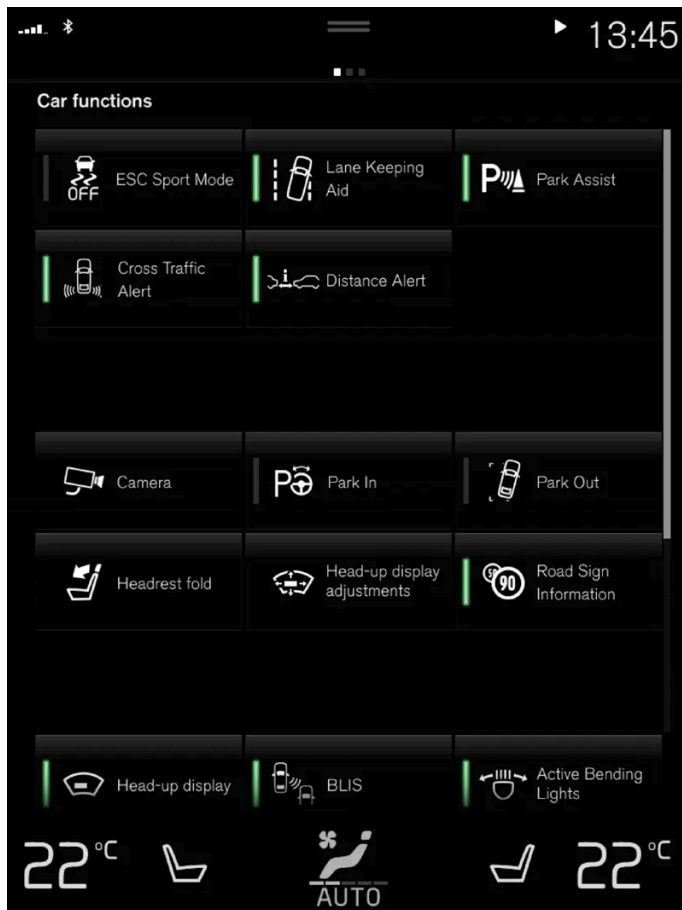 13:45
Car functions
OFF
ESC Sport Mode
Lane Keeping
Aid
P
Park Assist
Cross Traffic
Alert
Distance Alert
Camera
P
Park In
Park Out
Headrest fold
Head-up display
adjustments
50
90
Road Sign
Information
Head-up display
BLIS
Active Bending
Lights
22°C
AUTO
22°C